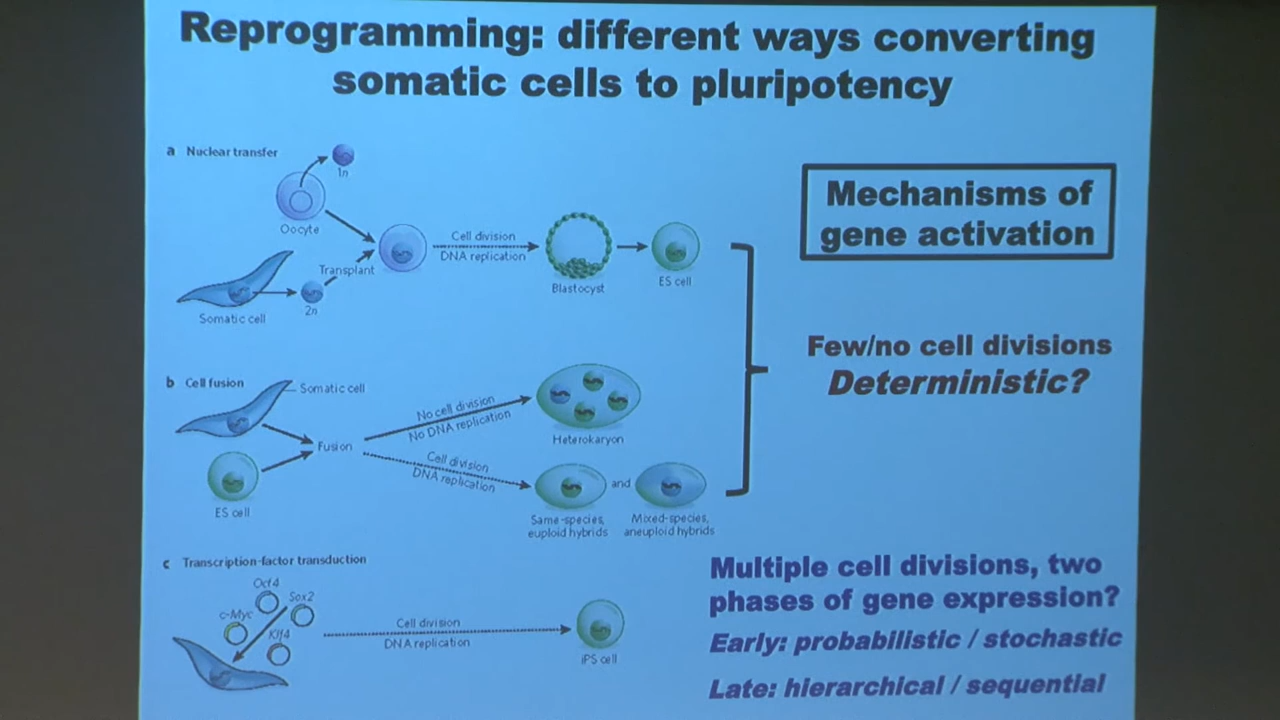 Reprogramming: different ways converting
somatic cells to pluripotency
a Nuclear transfer
1n
Oocyte
Transplant
Somatic cell
2n
Cell division
DNA replication
Blastocyst
ES cell
Mechanisms of
gene activation
Few/no cell divisions
Deterministic?
b Cell fusion
Somatic cell
ES cell
Fusion
No cell division
No DNA replication
Heterokaryon
Cell division
DNA replication
and
Same-species,
euploid hybrids
Mixed-species,
aneuploid hybrids
c Transcription-factor transduction
Oct4
Sox2
c-Myc
Klf4
Cell division
DNA replication
iPS cell
Multiple cell divisions, two
phases of gene expression?
Early: probabilistic / stochastic
Late: hierarchical / sequential